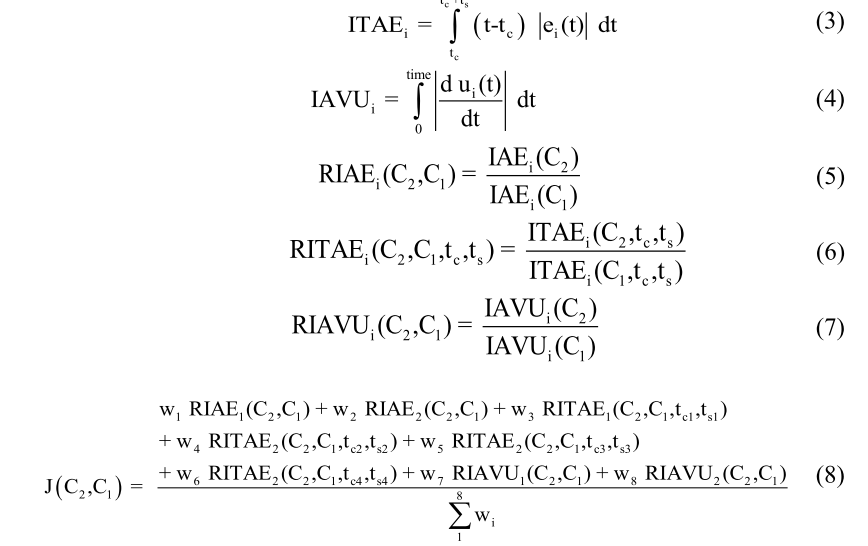 ITAE_i = ∫_{t_c}^{t_c+t_s} (t-t_c) |e_i(t)| dt (3)
IAVU_i = ∫_0^{time} |d u_i(t)/dt| dt (4)
RIAE_i(C_2,C_1) = IAE_i(C_2)/IAE_i(C_1) (5)
RITAE_i(C_2,C_1,t_c,t_s) = ITAE_i(C_2,t_c,t_s)/ITAE_i(C_1,t_c,t_s) (6)
RIAVU_i(C_2,C_1) = IAVU_i(C_2)/IAVU_i(C_1) (7)
w_1 RIAE_1(C_2,C_1) + w_2 RIAE_2(C_2,C_1) + w_3 RITAE_1(C_2,C_1,t_c1,t_s1)
+ w_4 RITAE_2(C_2,C_1,t_c2,t_s2) + w_5 RITAE_2(C_2,C_1,t_c3,t_s3)
+ w_6 RITAE_2(C_2,C_1,t_c4,t_s4) + w_7 RIAVU_1(C_2,C_1) + w_8 RIAVU_2(C_2,C_1)
J(C_2,C_1) = (8)
∑_1^8 w_i